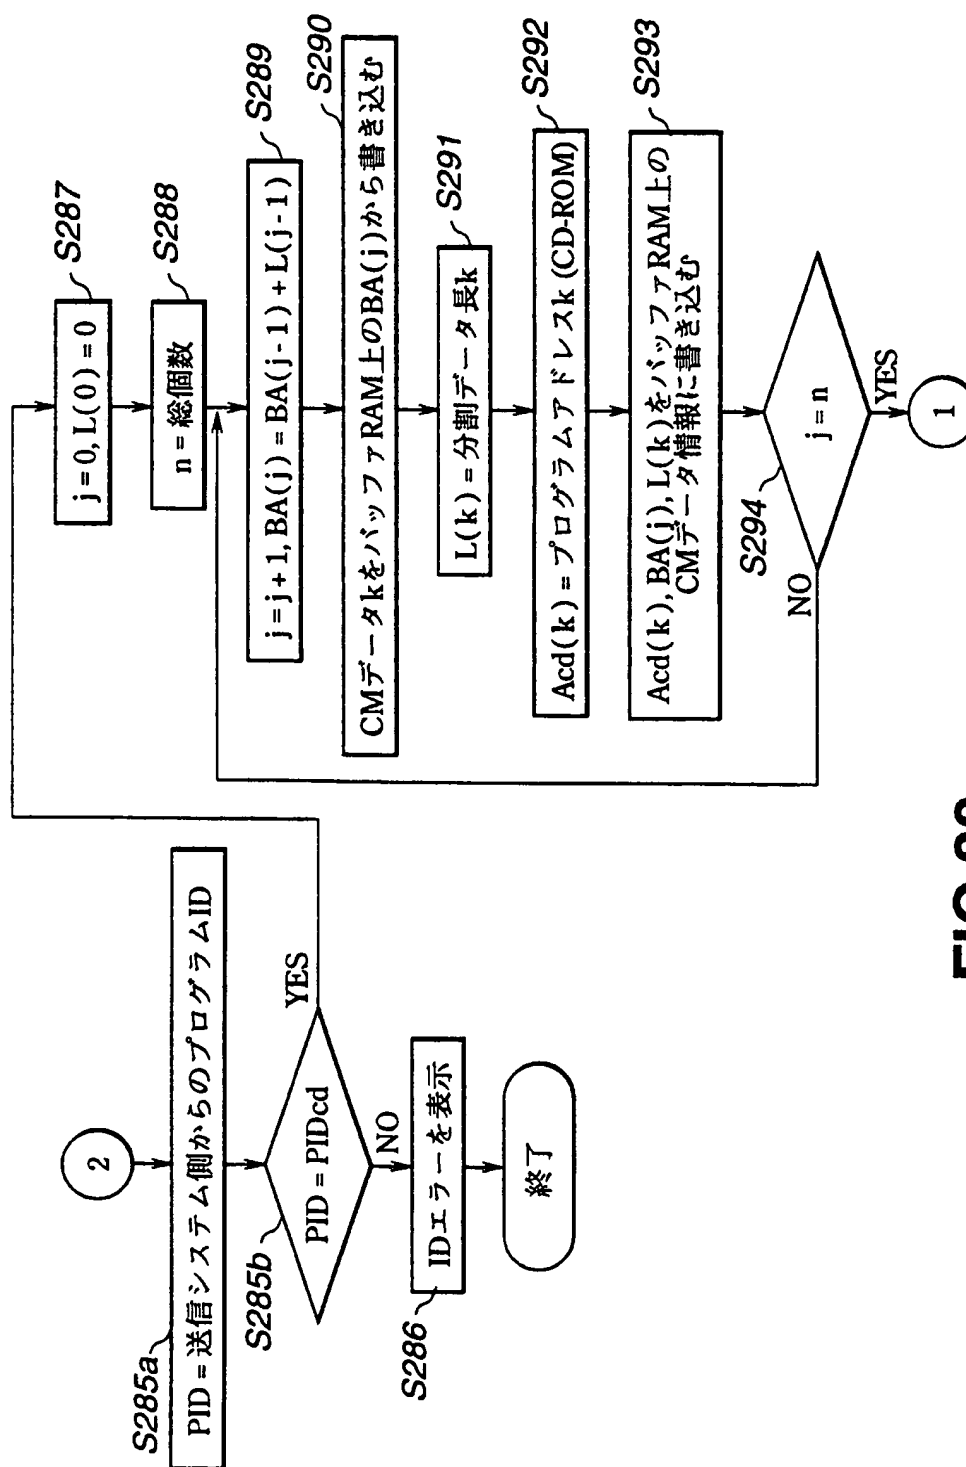 2
S285a
PID=送信システム側からのプログラムID
S285b
PID=PIDcd
YES
NO
S286
IDエラーを表示
終了
S287
j=0, L(0)=0
S288
n=総個数
S289
j=j+1, BA(j)=BA(j-1)+L(j-1)
S290
CMデータkをバッファRAM上のBA(j)から書き込む
S291
L(k)=分割データ長k
S292
Acd(k)=プログラムアドレスk(CD-ROM)
S293
Acd(k), BA(j), L(k)をバッファRAM上の
CMデータ情報に書き込む
S294
j=n
NO
YES
1